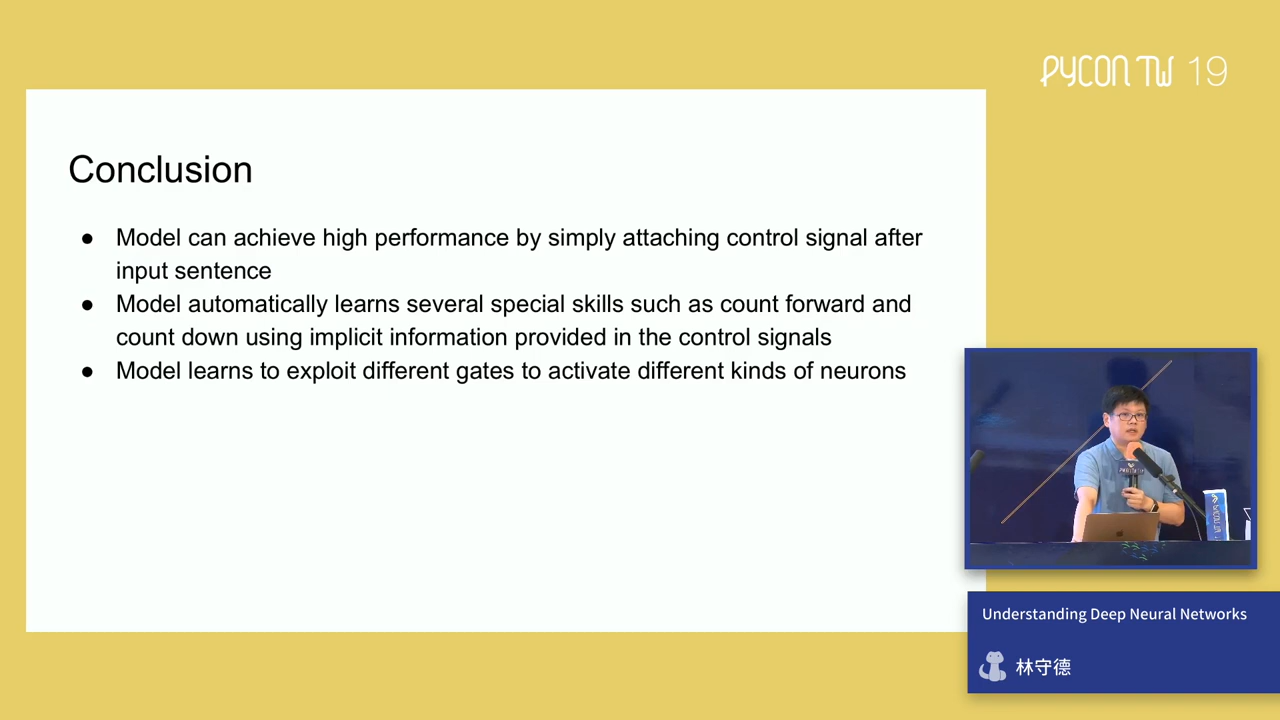 PYCON TW 19
Conclusion
● Model can achieve high performance by simply attaching control signal after
input sentence
● Model automatically learns several special skills such as count forward and
count down using implicit information provided in the control signals
● Model learns to exploit different gates to activate different kinds of neurons
Understanding Deep Neural Networks
林守德